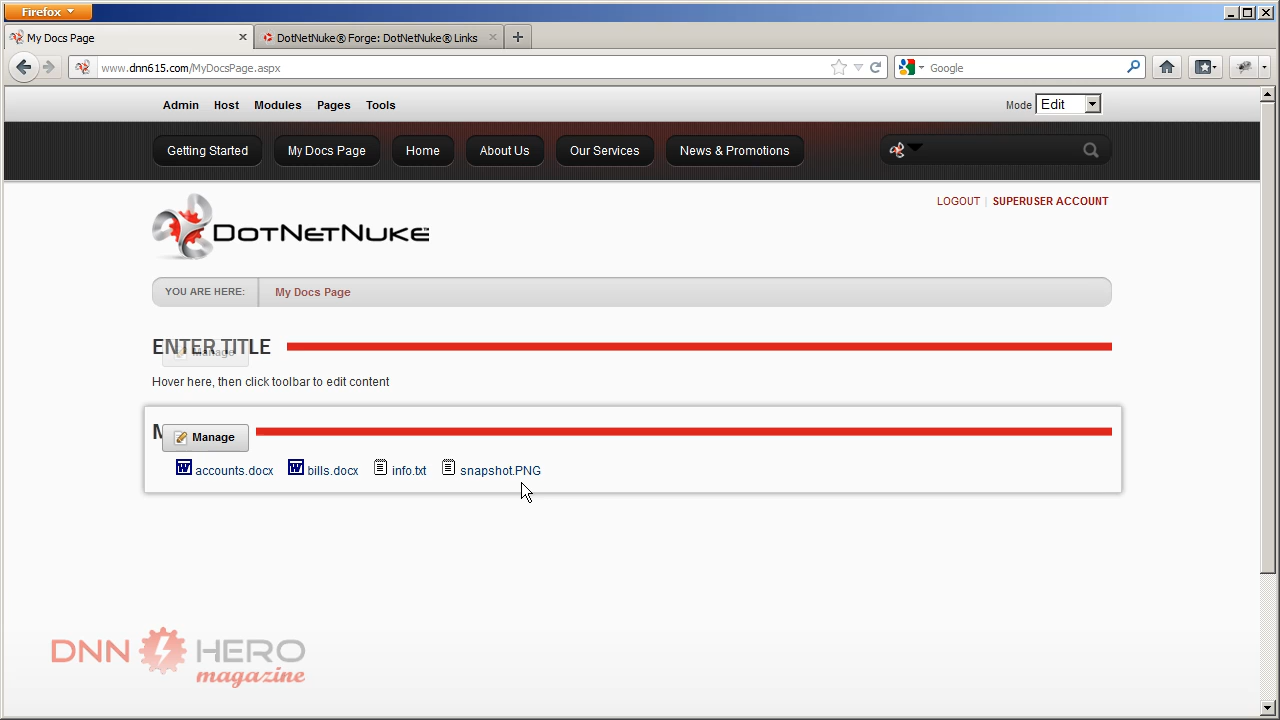 Firefox
My Docs Page
DotNetNuke® Forge: DotNetNuke® Links
www.dnn615.com/MyDocsPage.aspx
Google
Admin Host Modules Pages Tools
Mode Edit
Getting Started My Docs Page Home About Us Our Services News & Promotions
LOGOUT | SUPERUSER ACCOUNT
DOTNETNUKE
YOU ARE HERE: My Docs Page
ENTER TITLE
Manage
Hover here, then click toolbar to edit content
Manage
accounts.docx bills.docx info.txt snapshot.PNG
DNN HERO
magazine